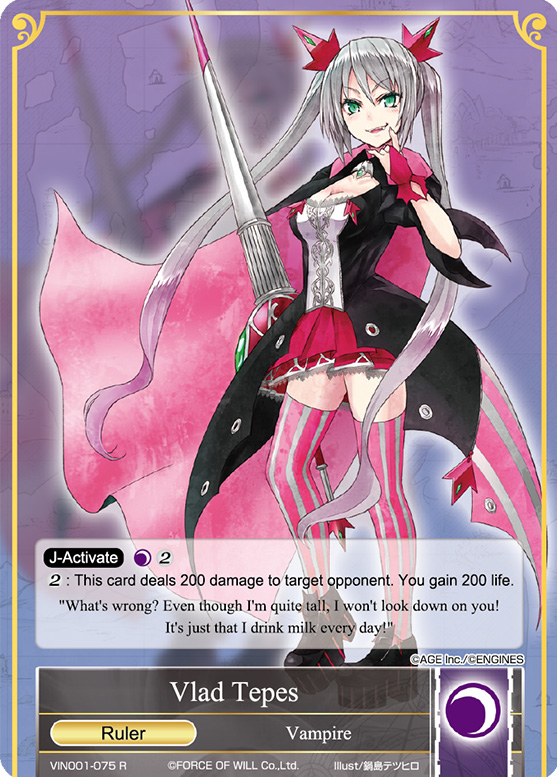 J-Activate 2
2 : This card deals 200 damage to target opponent. You gain 200 life.
"What's wrong? Even though I'm quite tall, I won't look down on you!
It's just that I drink milk every day!"
©AGE Inc./©ENGINES
Vlad Tepes
Ruler Vampire
VIN001-075 R ©FORCE OF WILL Co.,Ltd. Illust/鍋島テツヒロ